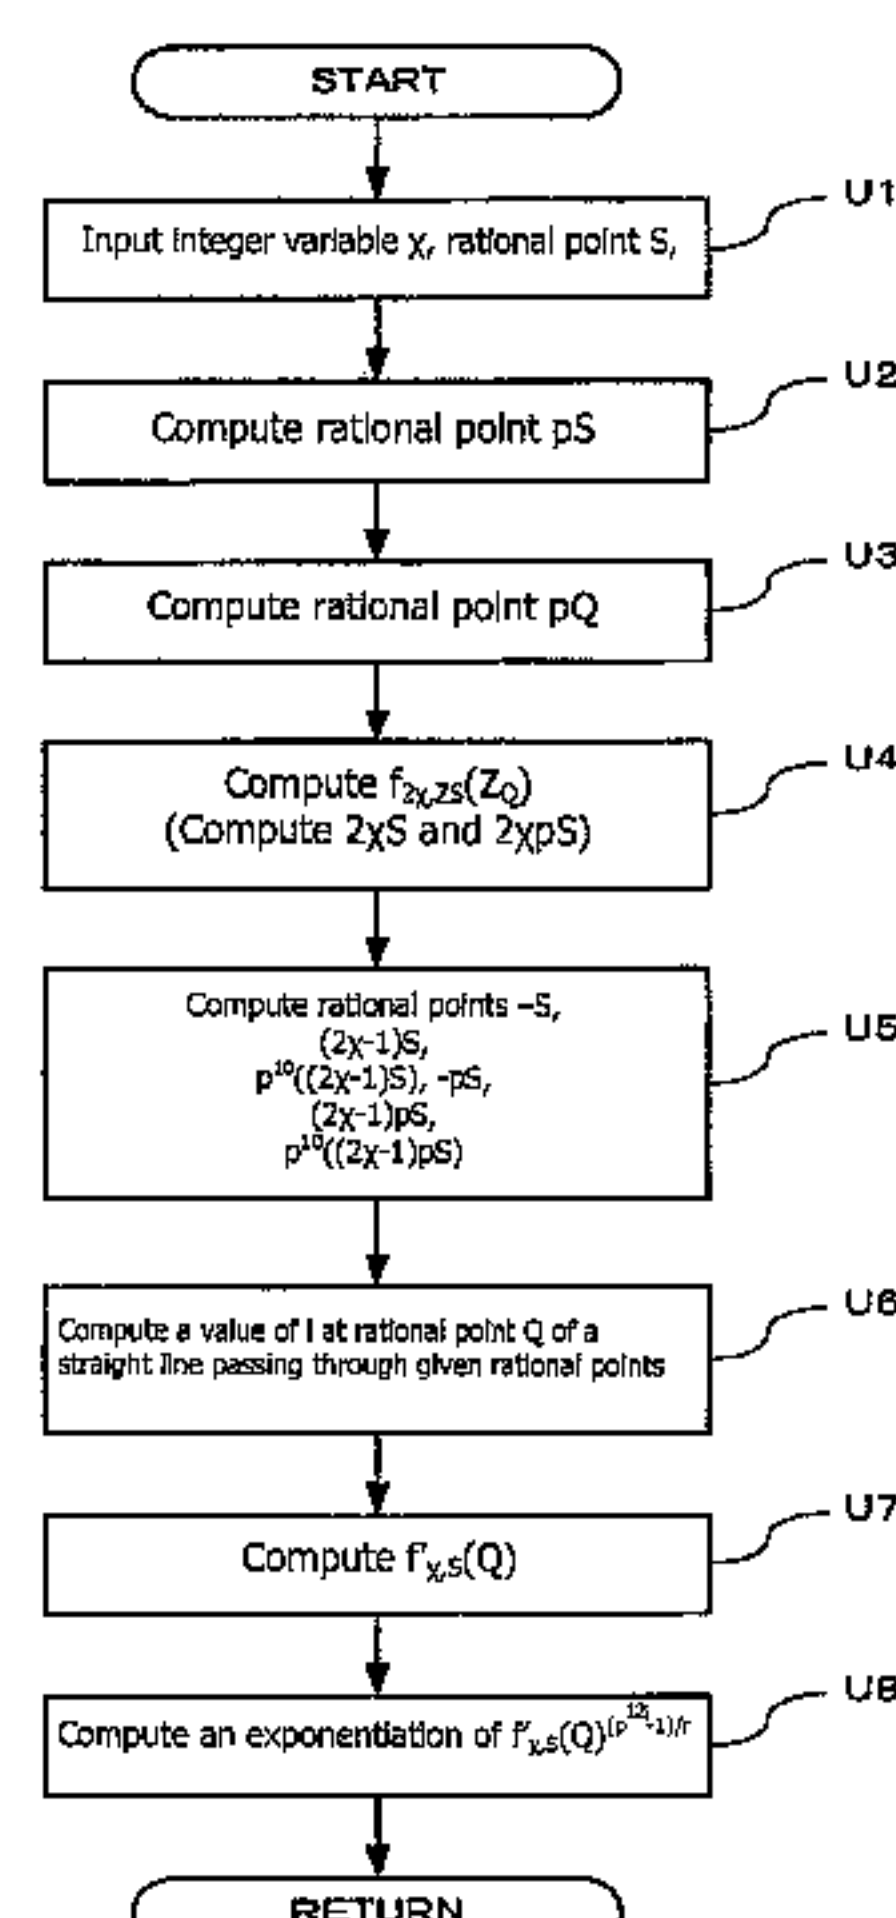 START
U1
Input integer variable χ, rational point S,
U2
Compute rational point pS
U3
Compute rational point pQ
U4
Compute f2χ,ZS(ZQ)
(Compute 2χS and 2χpS)
U5
Compute rational points –S,
(2χ-1)S,
p¹⁰((2χ-1)S), -pS,
(2χ-1)pS,
p¹⁰((2χ-1)pS)
U6
Compute a value of l at rational point Q of a
straight line passing through given rational points
U7
Compute f'χ,S(Q)
U8
Compute an exponentiation of f'χ,S(Q)(p¹²-1)/r
RETURN